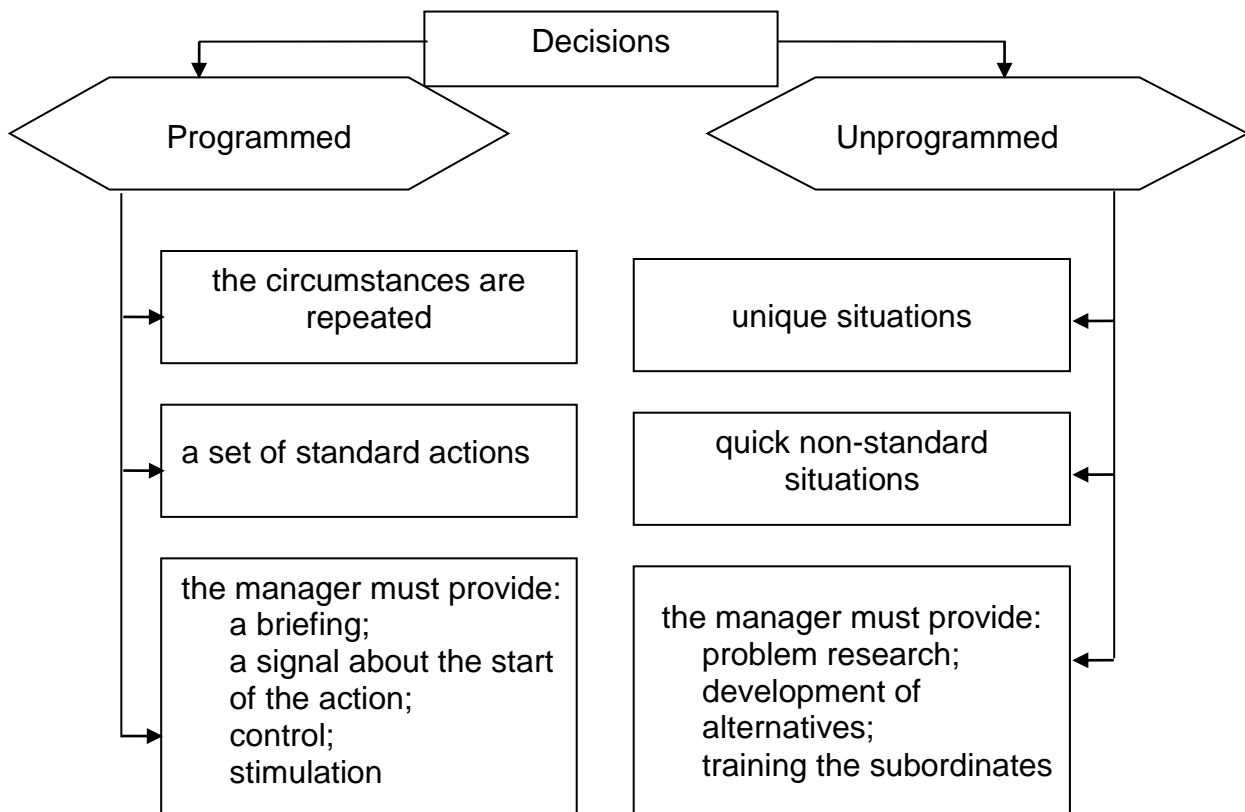 Decisions
Programmed
the circumstances are
repeated
a set of standard actions
the manager must provide:
a briefing;
a signal about the start
of the action;
control;
stimulation
Unprogrammed
unique situations
quick non-standard
situations
the manager must provide:
problem research;
development of
alternatives;
training the subordinates